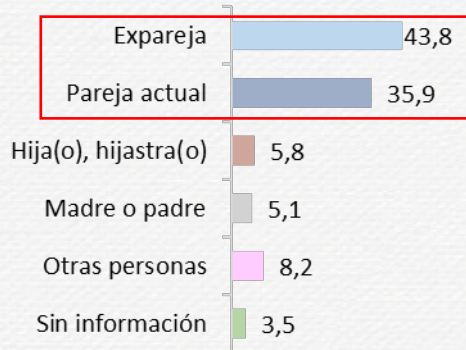 Expareja 43,8
Pareja actual 35,9
Hija(o), hijastra(o) 5,8
Madre o padre 5,1
Otras personas 8,2
Sin información 3,5